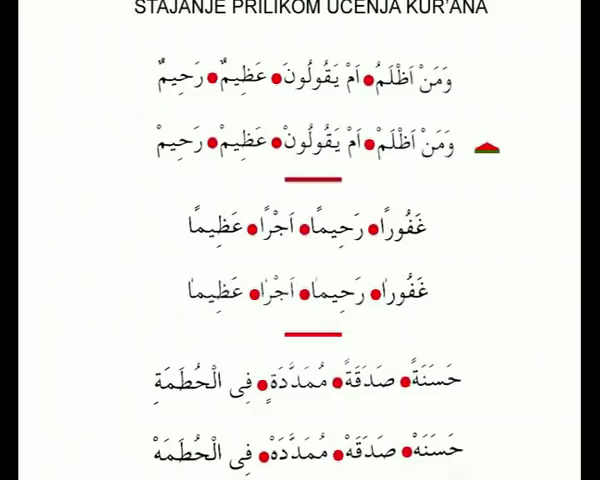 STAJANJE PRILIKOM UČENJA KUR'ANA
وَمَنْ اَظْلَمُ • اَمْ يَقُولُونَ • عَظِيمٌ • رَحِيمٌ
وَمَنْ اَظْلَمْ • اَمْ يَقُولُونْ • عَظِيمْ • رَحِيمْ
غَفُورًا • رَحِيمًا • اَجْرًا • عَظِيمًا
غَفُورَا • رَحِيمَا • اَجْرَا • عَظِيمَا
حَسَنَةً • صَدَقَةً • مُمَدَّدَةٍ • فِى الْحُطَمَةِ
حَسَنَهْ • صَدَقَهْ • مُمَدَّدَهْ • فِى الْحُطَمَهْ